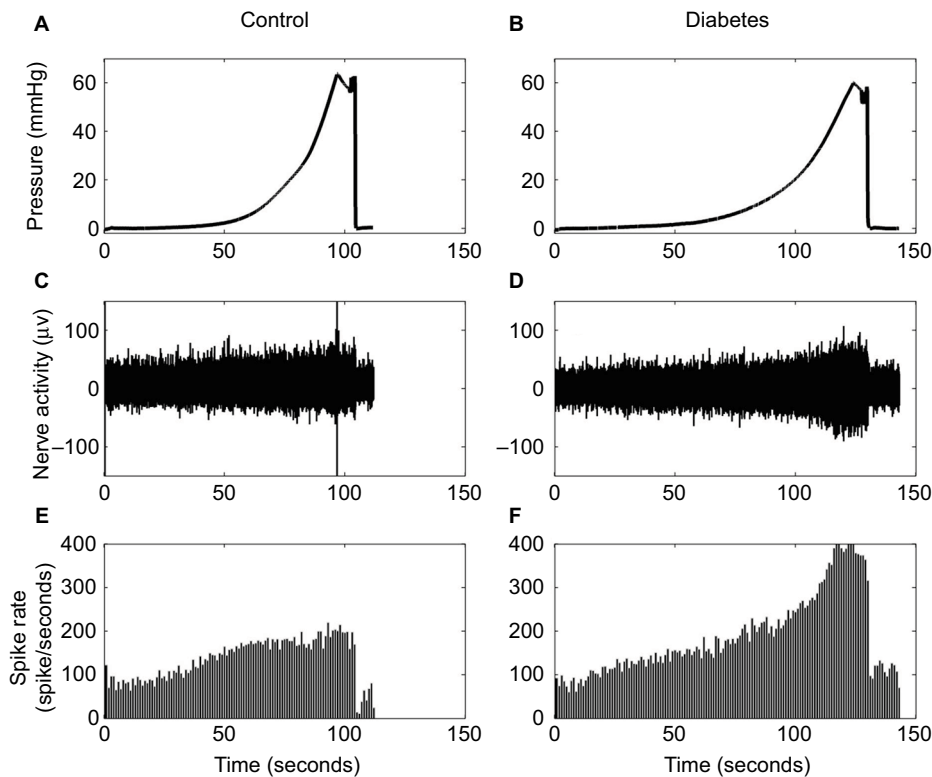 A Control
B Diabetes
Pressure (mmHg)
60
40
20
0
0 50 100 150
60
40
20
0
0 50 100 150
C
D
Nerve activity (μv)
100
0
–100
0 50 100 150
100
0
–100
0 50 100 150
E
F
Spike rate
(spike/seconds)
400
300
200
100
0
0 50 100 150
Time (seconds)
400
300
200
100
0
0 50 100 150
Time (seconds)